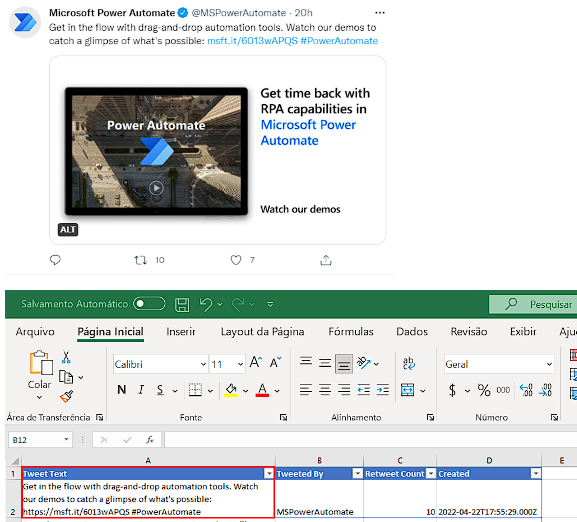 Microsoft Power Automate @MSPowerAutomate · 20h
Get in the flow with drag-and-drop automation tools. Watch our demos to
catch a glimpse of what's possible: msft.it/6013wAPQS #PowerAutomate
Power Automate
Get time back with
RPA capabilities in
Microsoft Power
Automate
Watch our demos
ALT
10 7
Salvamento Automático Pesquisar
Arquivo Página Inicial Inserir Layout da Página Fórmulas Dados Revisão Exibir Aju
Colar Calibri 11 A A ab Geral
N I S A $ % 000
Área de Transferência Fonte Alinhamento Número
B12 fx
A B C D E
1 Tweet Text Tweeted By Retweet Count Created
Get in the flow with drag-and-drop automation tools. Watch
our demos to catch a glimpse of what's possible:
2 https://msft.it/6013wAPQS #PowerAutomate MSPowerAutomate 10 2022-04-22T17:55:29.000Z